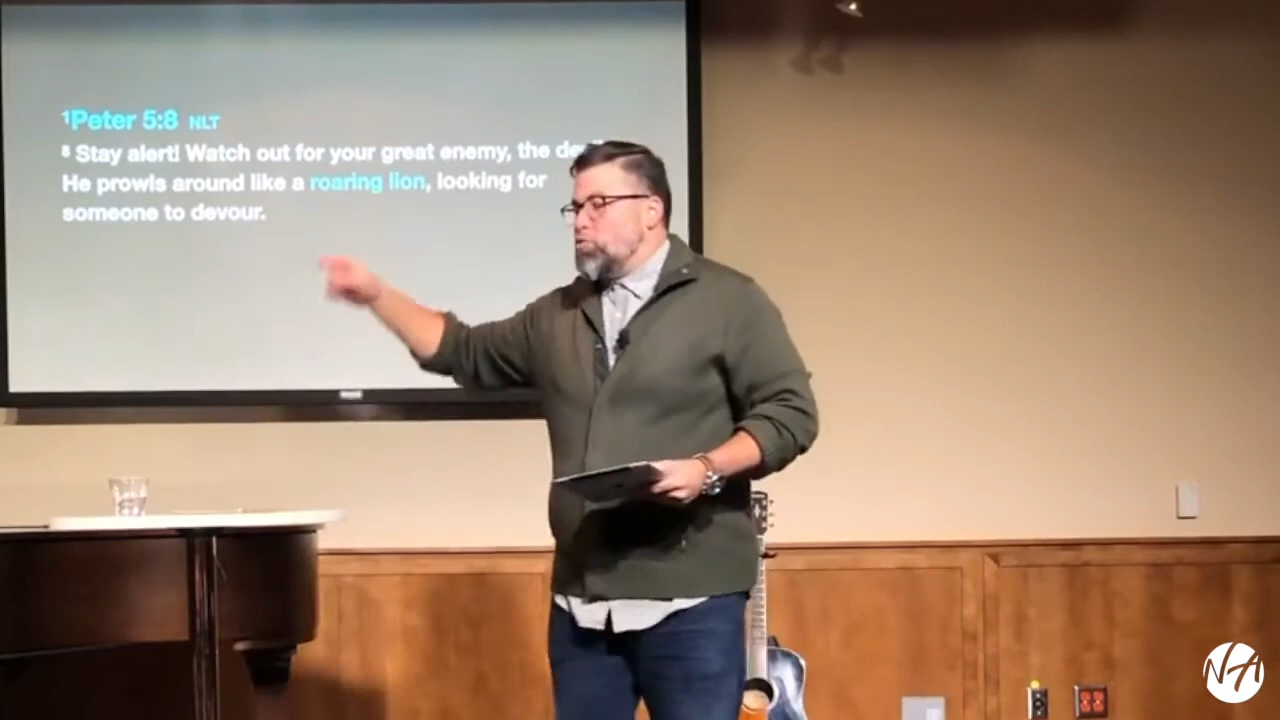 ¹Peter 5:8 NLT
⁸ Stay alert! Watch out for your great enemy, the
He prowls around like a roaring lion, looking for
someone to devour.
NA